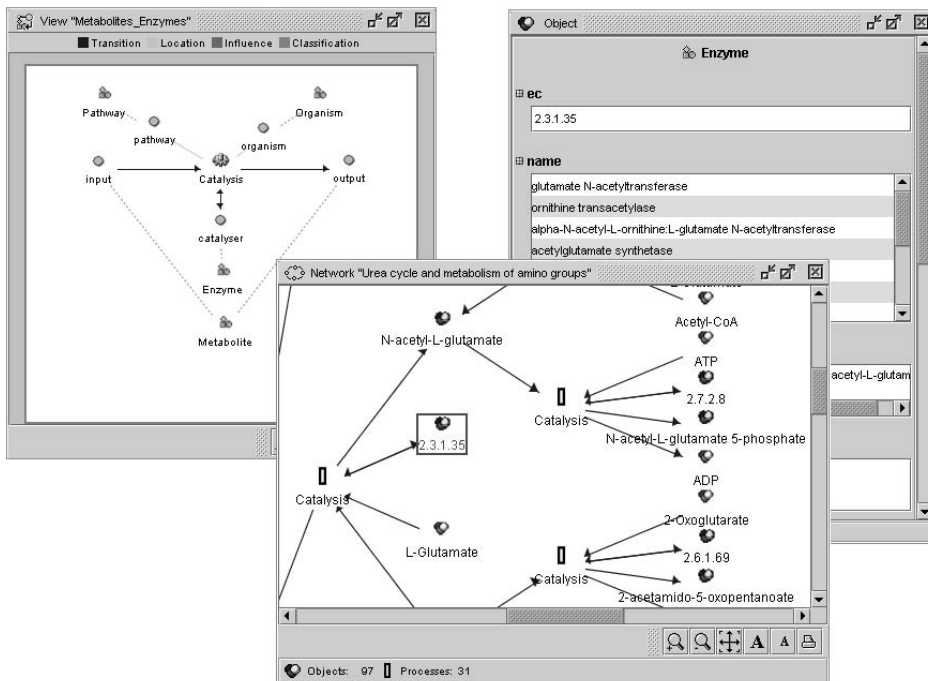 View "Metabolites_Enzymes"
Transition Location Influence Classification
Pathway
Organism
pathway
organism
input
Catalysis
output
catalyser
Enzyme
Metabolite
Object
Enzyme
ec
2.3.1.35
name
glutamate N-acetyltransferase
ornithine transacetylase
alpha-N-acetyl-L-ornithine:L-glutamate N-acetyltransferase
acetylglutamate synthetase
acetyl-L-glutam
Network "Urea cycle and metabolism of amino groups"
N-acetyl-L-glutamate
Acetyl-CoA
ATP
2.7.2.8
Catalysis
N-acetyl-L-glutamate 5-phosphate
2.3.1.35
ADP
Catalysis
2-Oxoglutarate
L-Glutamate
2.6.1.69
Catalysis
2-acetamido-5-oxopentanoate
A A
Objects: 97 Processes: 31